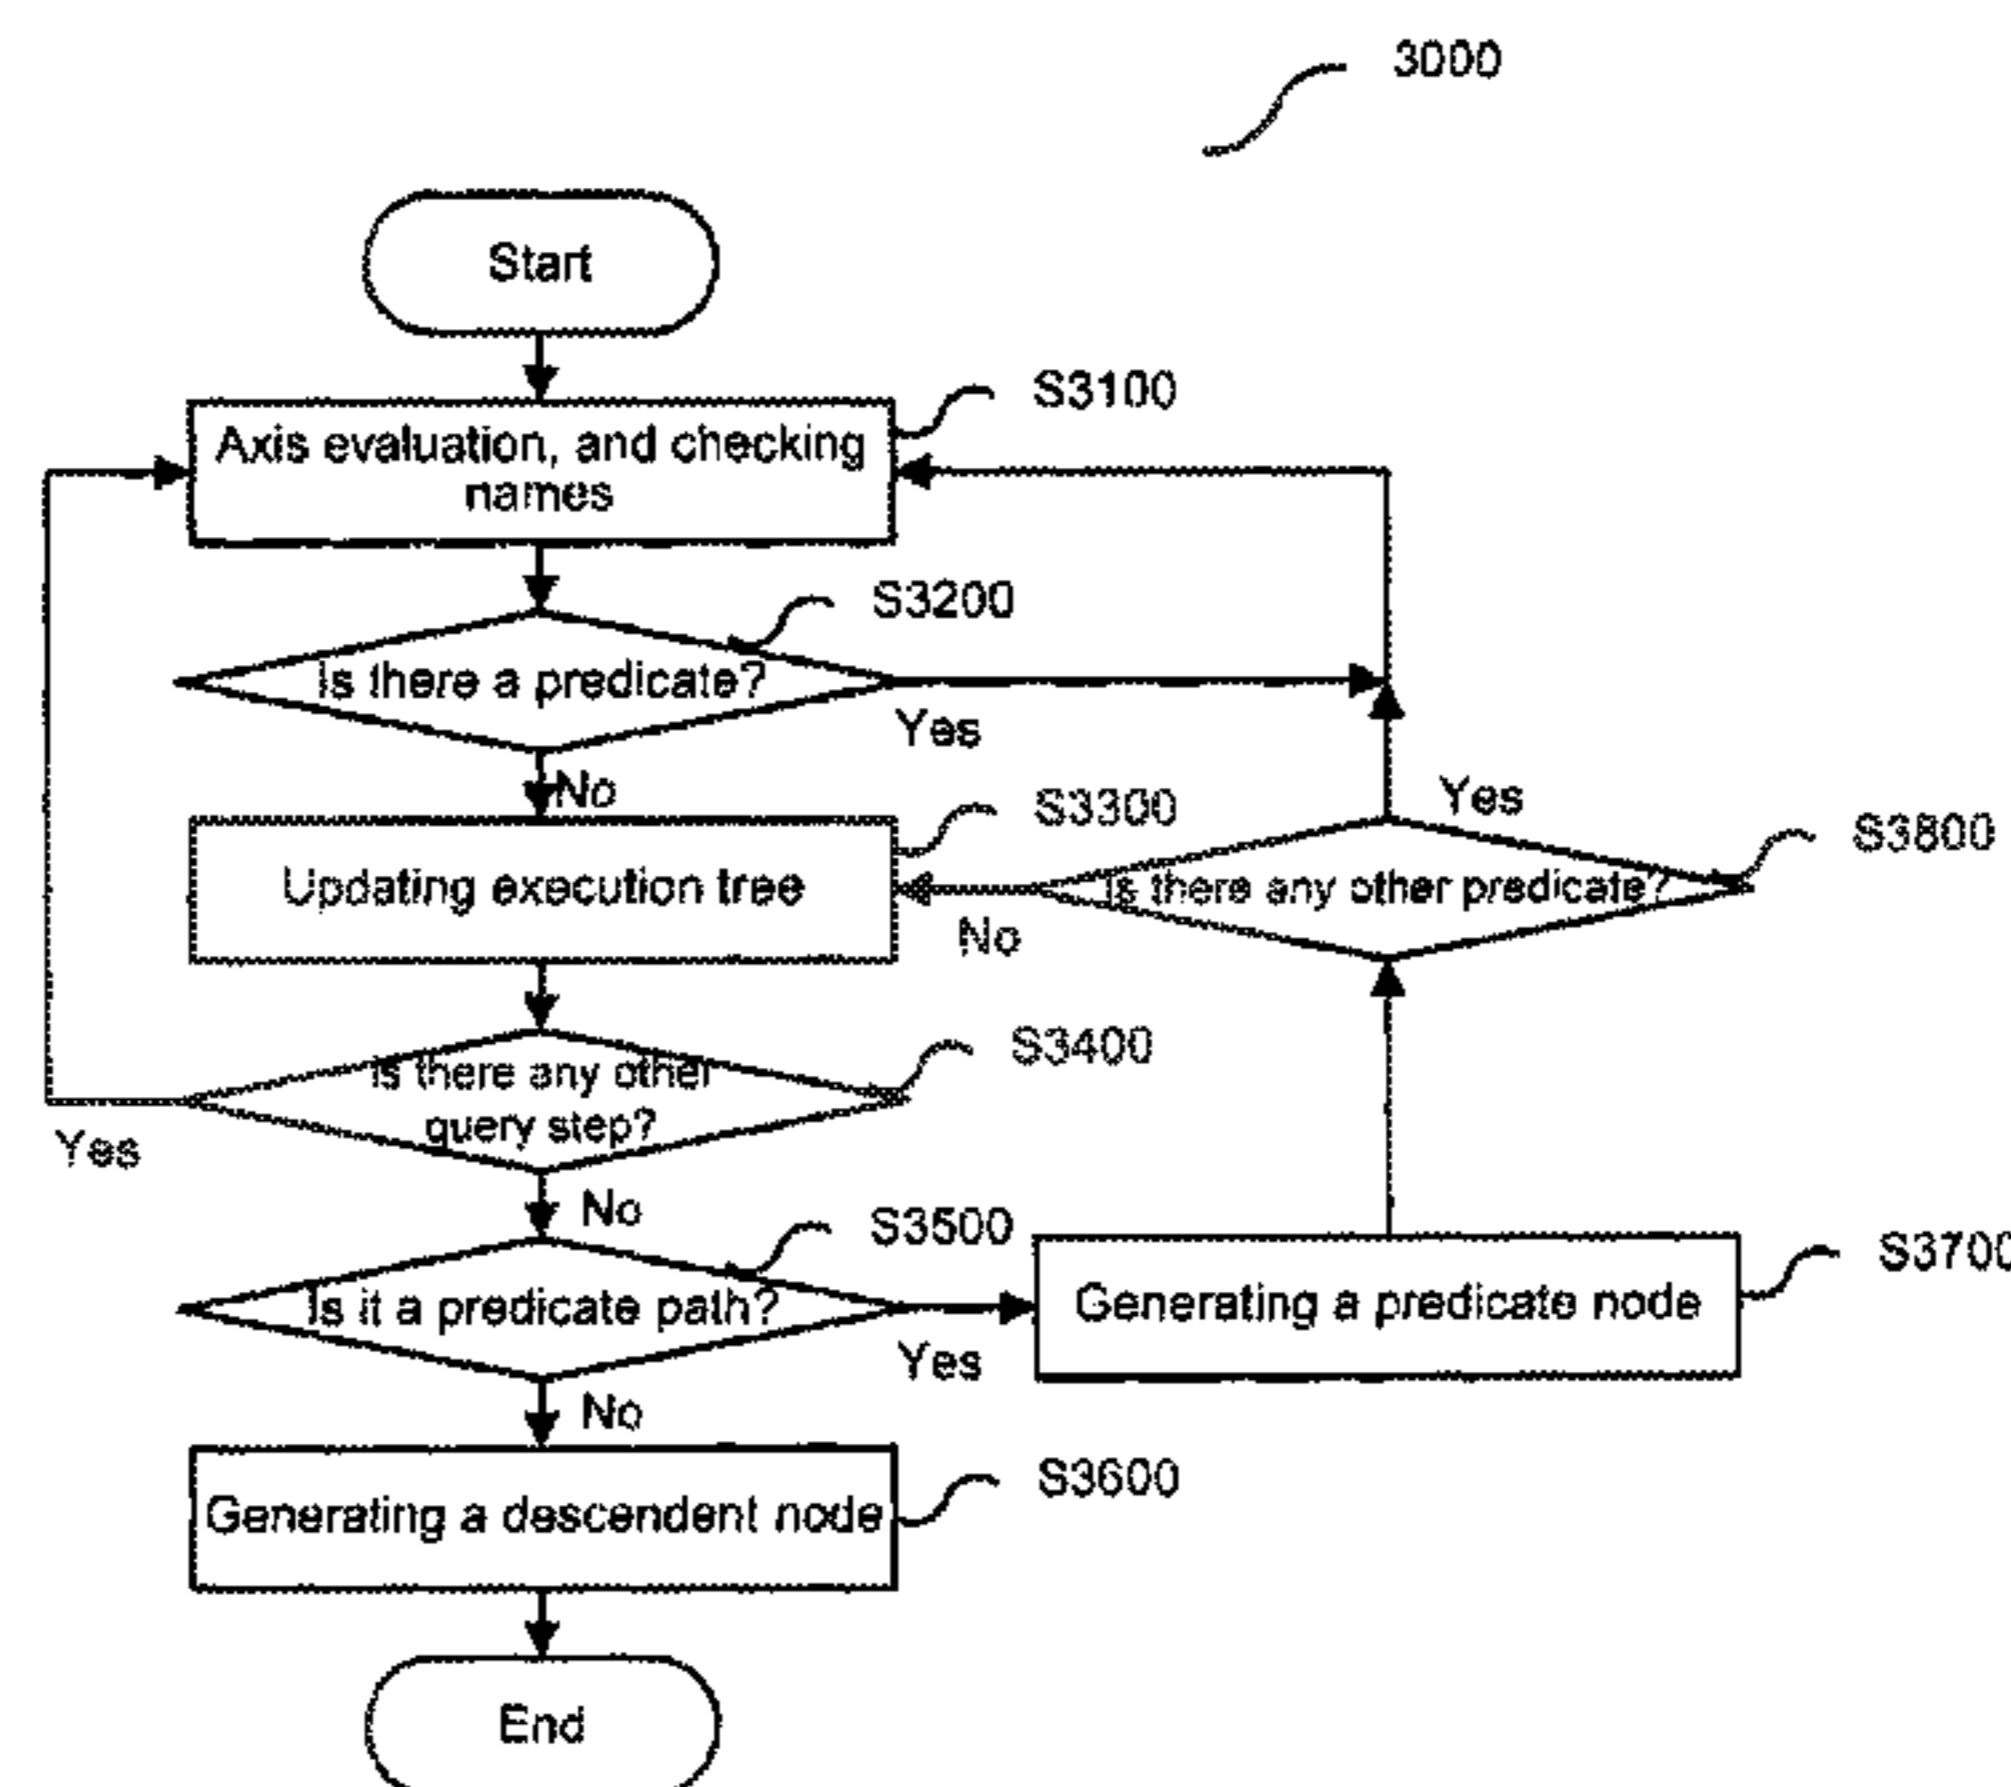 3000
Start
S3100
Axis evaluation, and checking
names
S3200
Is there a predicate?
Yes
No
S3300
Updating execution tree
Yes
S3800
Is there any other predicate?
No
S3400
Is there any other
query step?
Yes
No
S3500
Is it a predicate path?
Yes
S3700
Generating a predicate node
No
S3600
Generating a descendent node
End